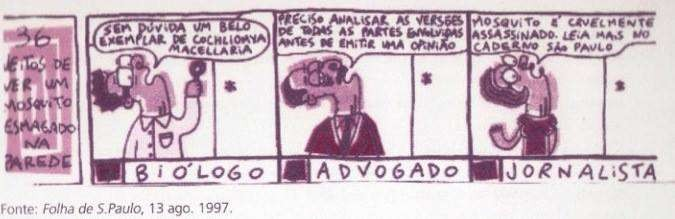 36
JEITOS DE
VER UM
MOSQUITO
ESMAGADO
NA
PAREDE
SEM DÚVIDA UM BELO
EXEMPLAR DE COCHLIOMYA
MACELLARIA
BIÓLOGO
PRECISO ANALISAR AS VERSÕES
DE TODAS AS PARTES ENVOLVIDAS
ANTES DE EMITIR UMA OPINIÃO
ADVOGADO
MOSQUITO É CRUELMENTE
ASSASSINADO. LEIA MAIS NO
CADERNO SÃO PAULO
JORNALISTA
Fonte: Folha de S.Paulo, 13 ago. 1997.